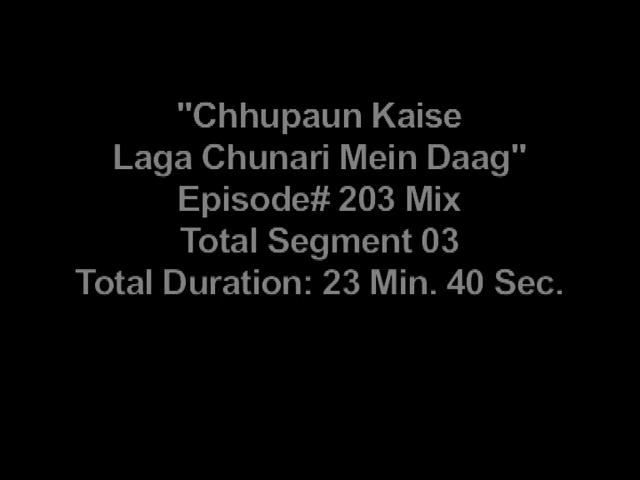 "Chhupaun Kaise
Laga Chunari Mein Daag"
Episode# 203 Mix
Total Segment 03
Total Duration: 23 Min. 40 Sec.